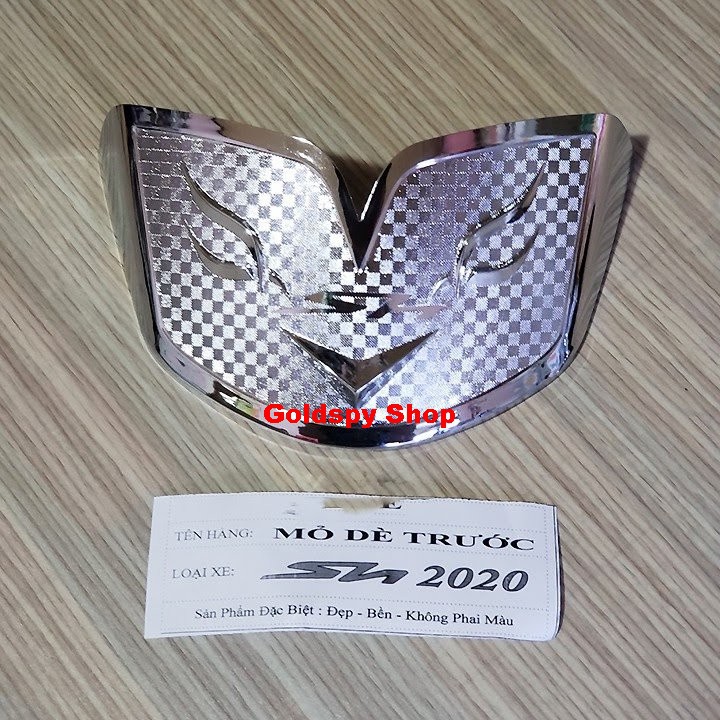 Goldspy Shop
TÊN HÀNG: MỎ DÈ TRƯỚC
LOẠI XE: Sh 2020
Sản Phẩm Đặc Biệt : Đẹp - Bền - Không Phai Màu